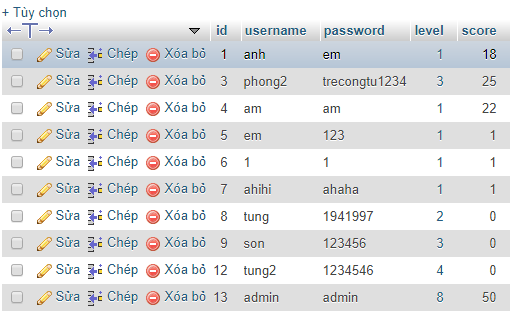 + Tùy chọn
id username password level score
Sửa Chép Xóa bỏ 1 anh em 1 18
Sửa Chép Xóa bỏ 3 phong2 trecongtu1234 3 25
Sửa Chép Xóa bỏ 4 am am 1 22
Sửa Chép Xóa bỏ 5 em 123 1 1
Sửa Chép Xóa bỏ 6 1 1 1 1
Sửa Chép Xóa bỏ 7 ahihi ahaha 1 1
Sửa Chép Xóa bỏ 8 tung 1941997 2 0
Sửa Chép Xóa bỏ 9 son 123456 3 0
Sửa Chép Xóa bỏ 12 tung2 1234546 4 0
Sửa Chép Xóa bỏ 13 admin admin 8 50